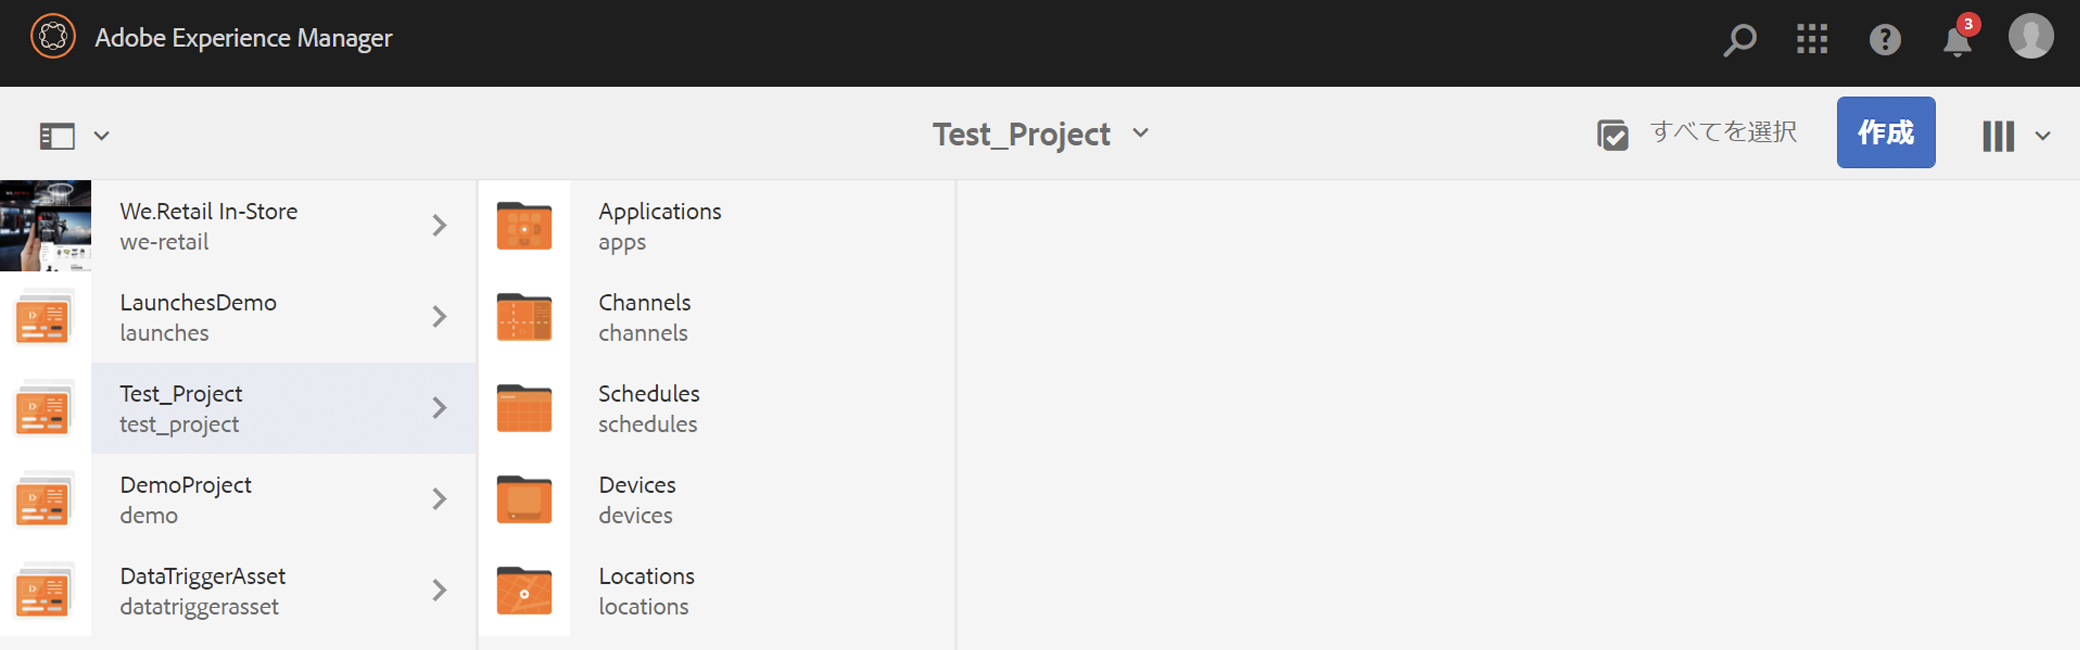 Adobe Experience Manager
3
Test_Project
すべてを選択
作成
We.Retail In-Store
we-retail
LaunchesDemo
launches
Test_Project
test_project
DemoProject
demo
DataTriggerAsset
datatriggerasset
Applications
apps
Channels
channels
Schedules
schedules
Devices
devices
Locations
locations